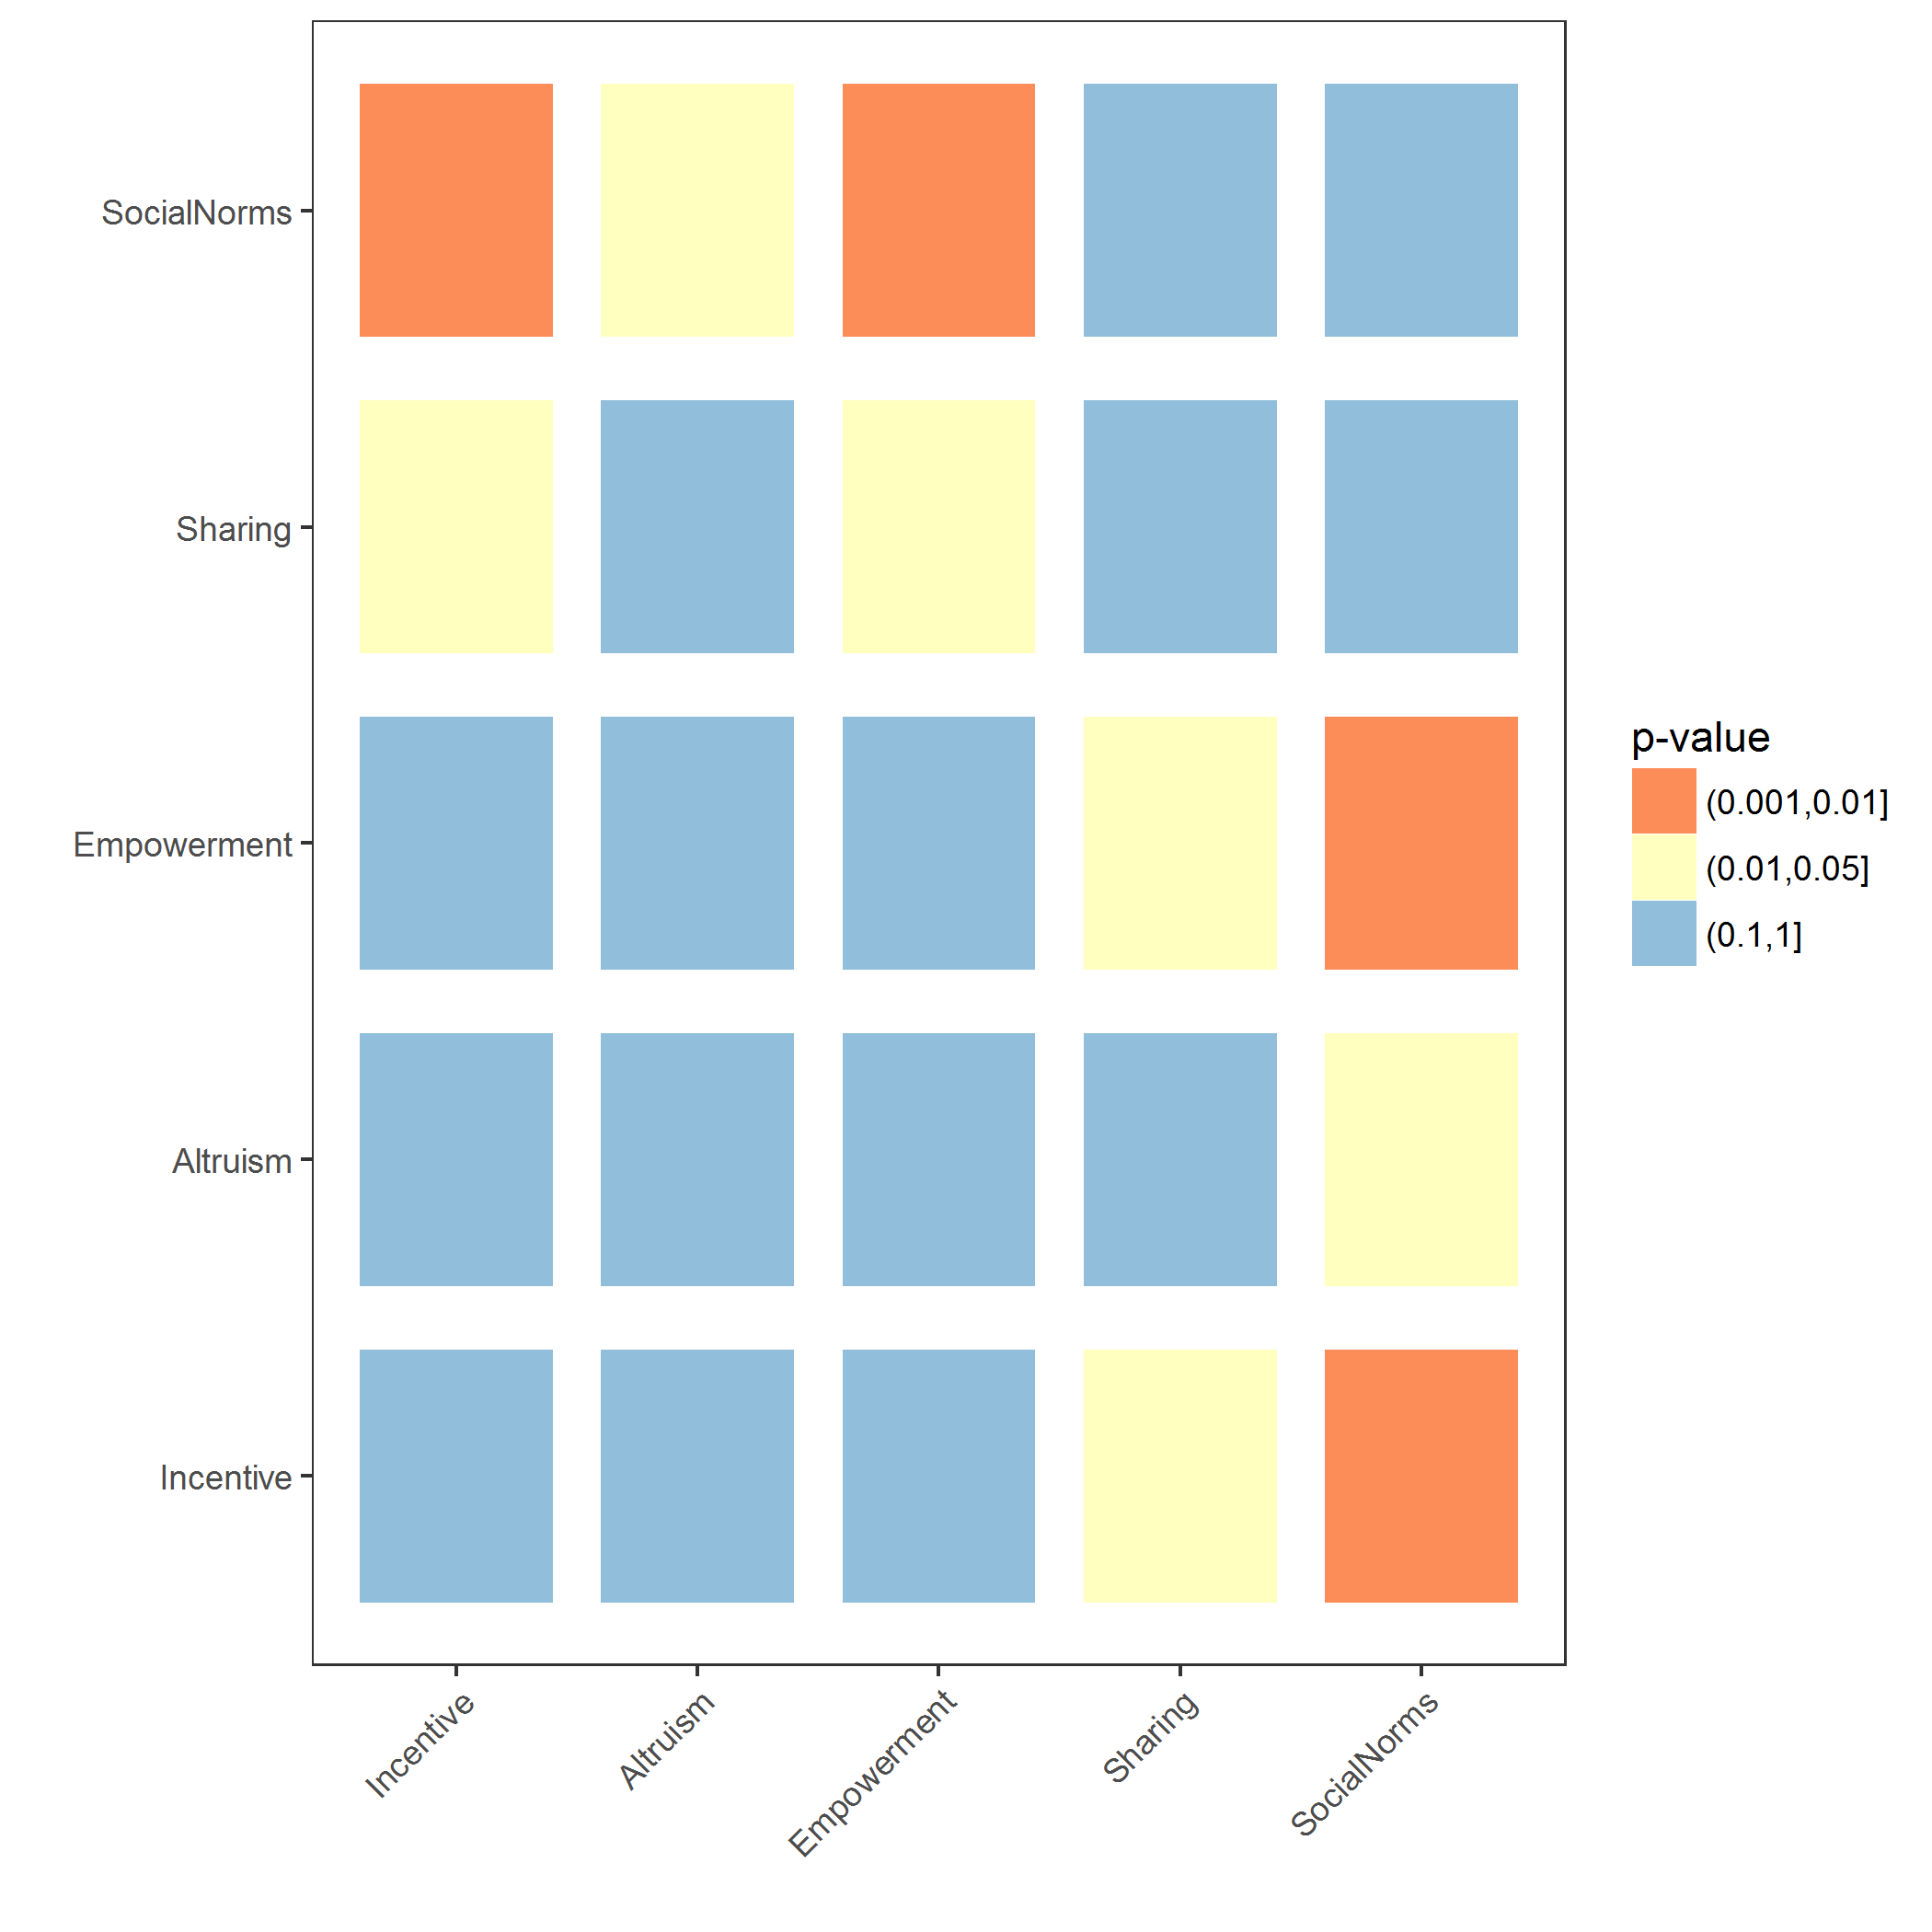 SocialNorms
Sharing
Empowerment
Altruism
Incentive
p-value
(0.001,0.01]
(0.01,0.05]
(0.1,1]
Incentive
Altruism
Empowerment
Sharing
SocialNorms